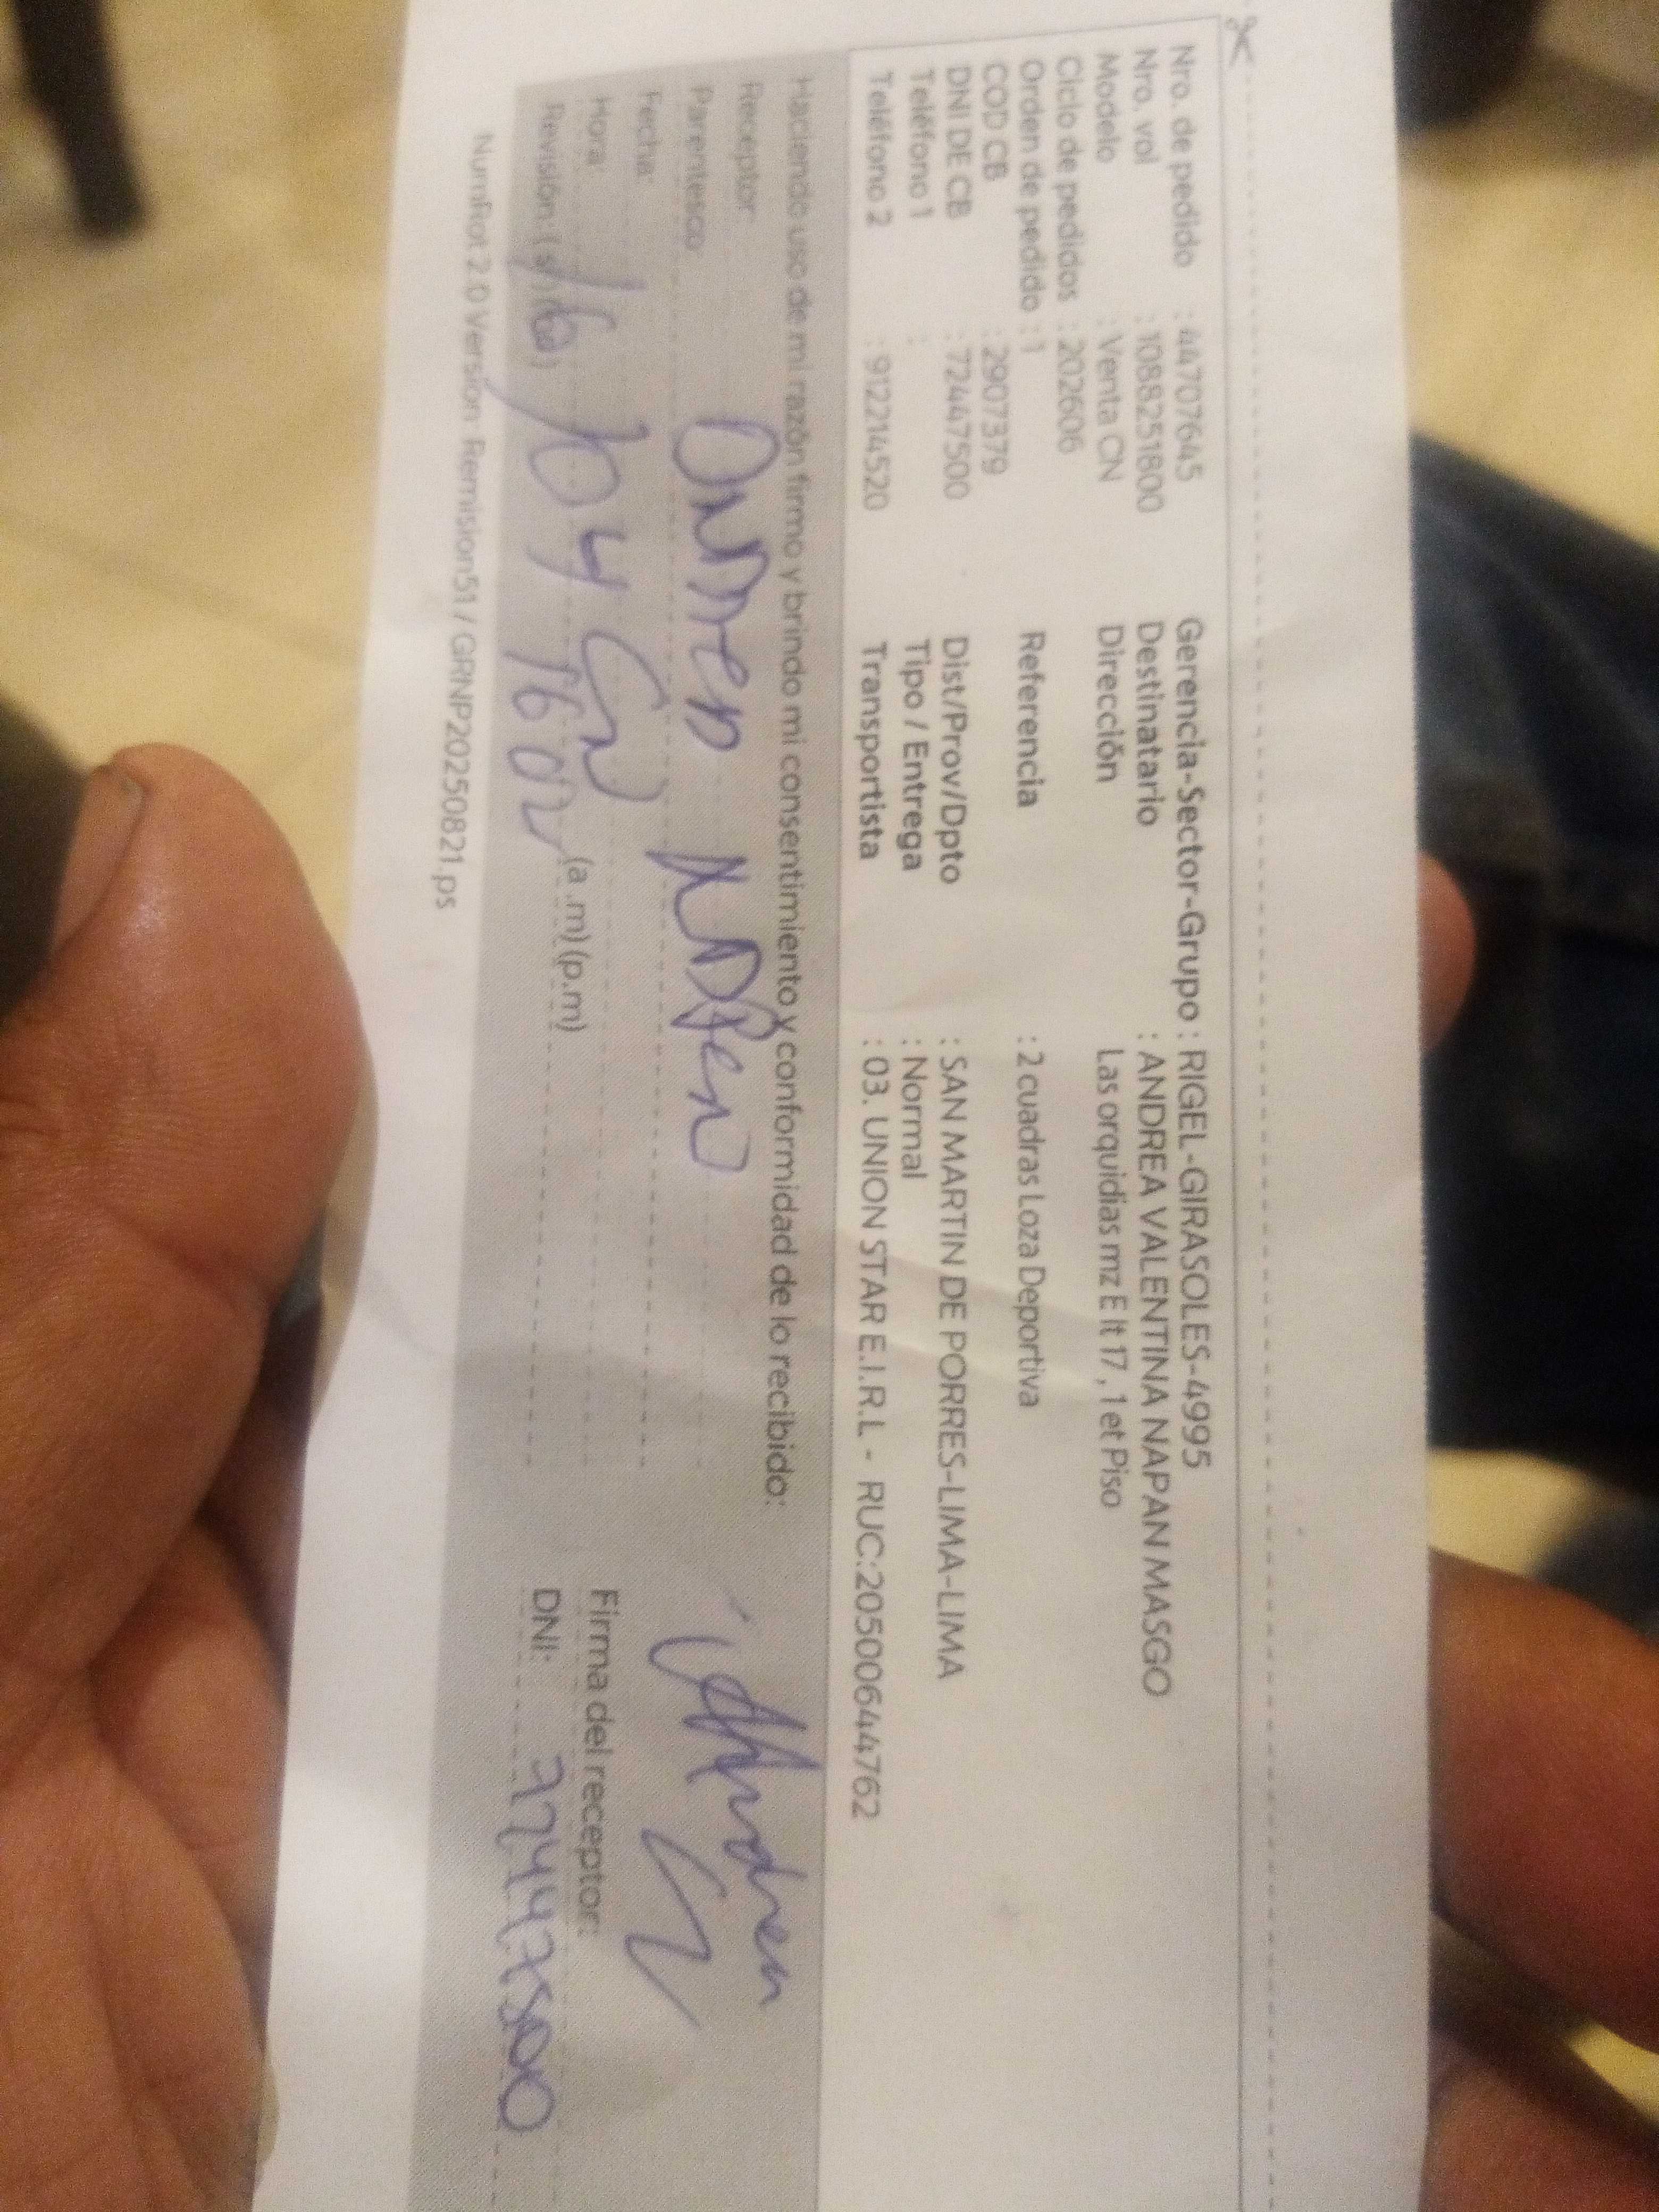 Nro. de pedido : 447077645
Nro. vol : 1088251800
Modelo : Venta CN
Ciclo de pedidos : 202606
Orden de pedido : 1
COD CB : 2907379
DNI DE CB : 724447500
Teléfono 1 :
Teléfono 2 : 912214520
Gerencia-Sector-Grupo : RIGEL-GIRASOLES-4995
Destinatario : ANDREA VALENTINA NAPAN MASGO
Dirección Las orquidias mz E lt 17 , 1 et Piso
Referencia : 2 cuadras Loza Deportiva
Dist/Prov/Dpto : SAN MARTIN DE PORRES-LIMA-LIMA
Tipo / Entrega : Normal
Transportista : 03. UNION STAR E.I.R.L - RUC:20500644762
Haciendo uso de mi razón firmo y brindo mi consentimiento y conformidad de lo recibido:
Receptor
Parentesco
Fecha:
Hora: (a .m) (p.m)
Revisión: 16 02
Andrea
Firma del receptor:
DNI:
NumRot 2.0 Version: Remision51 / GRNP20250821.ps